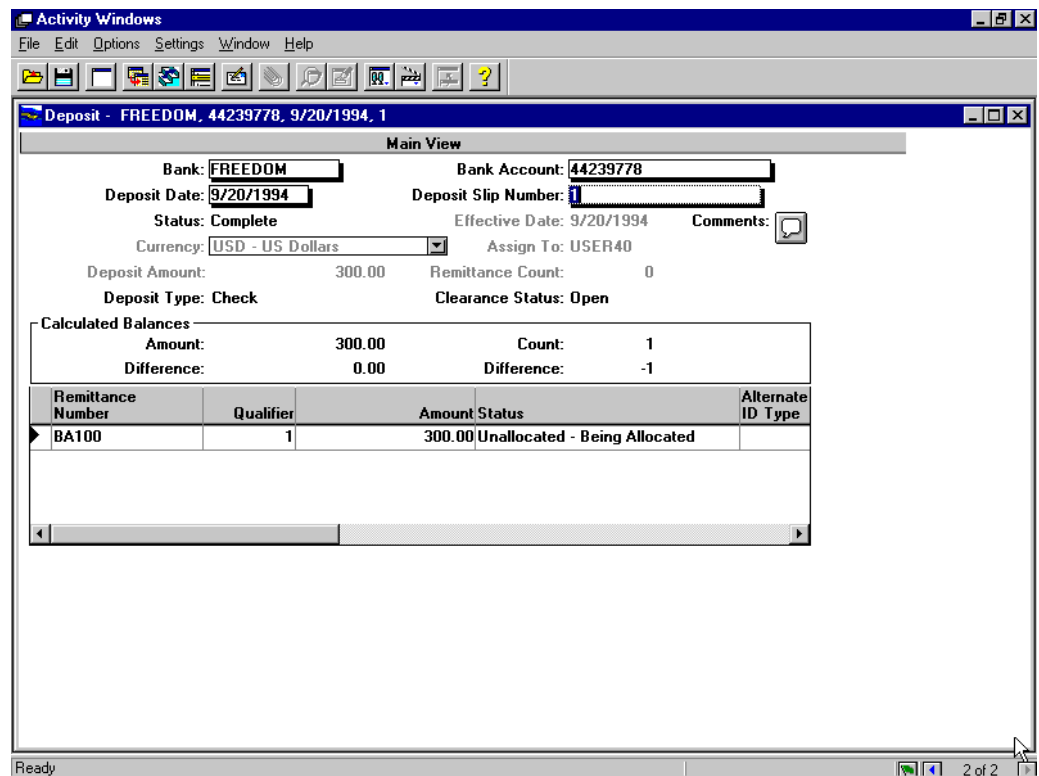 Activity Windows
File Edit Options Settings Window Help
Deposit - FREEDOM, 44239778, 9/20/1994, 1
Main View
Bank: FREEDOM Bank Account: 44239778
Deposit Date: 9/20/1994 Deposit Slip Number: 1
Status: Complete Effective Date: 9/20/1994 Comments:
Currency: USD - US Dollars Assign To: USER40
Deposit Amount: 300.00 Remittance Count: 0
Deposit Type: Check Clearance Status: Open
Calculated Balances
Amount: 300.00 Count: 1
Difference: 0.00 Difference: -1
Remittance Number Qualifier Amount Status Alternate ID Type
BA100 1 300.00 Unallocated - Being Allocated
Ready 2 of 2